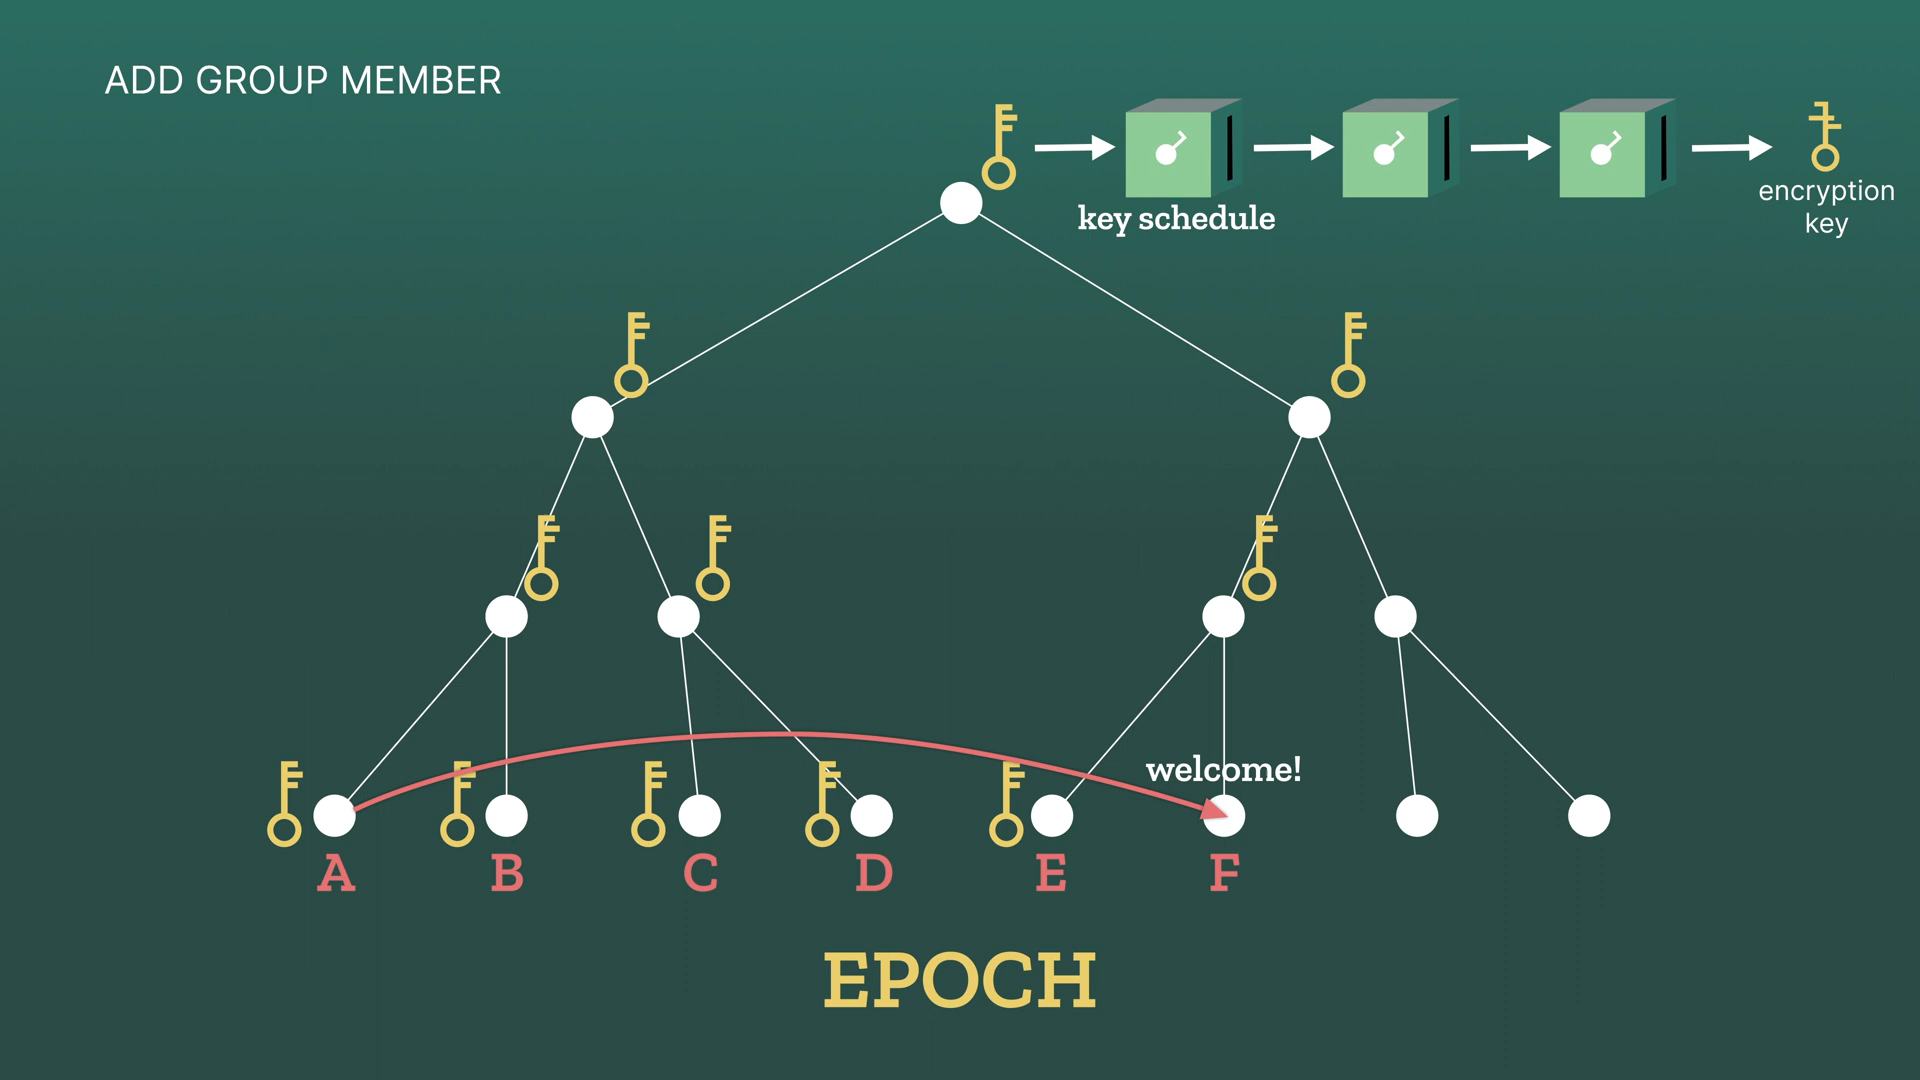 ADD GROUP MEMBER
key schedule
encryption
key
welcome!
A B C D E F
EPOCH